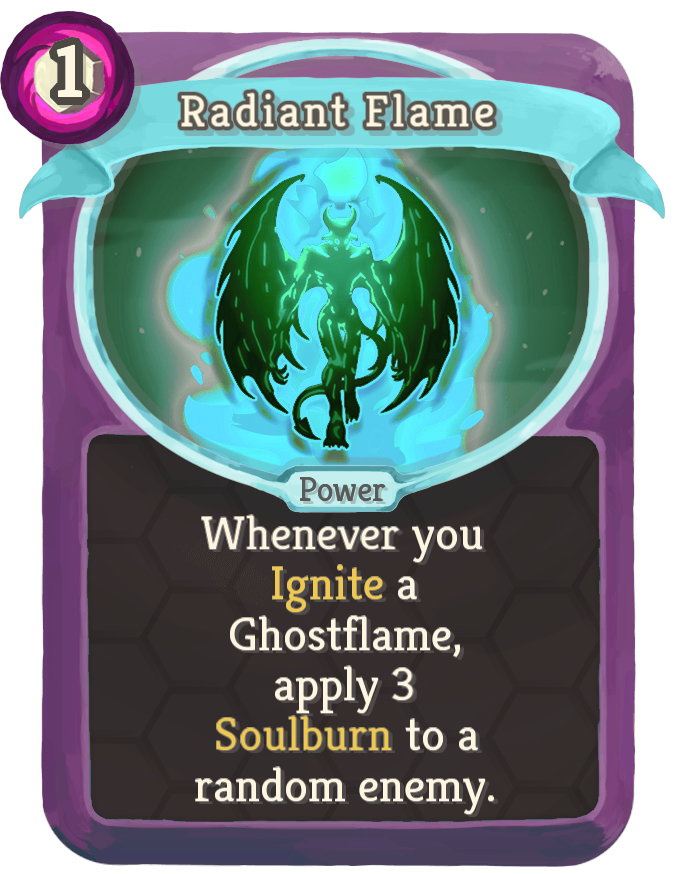 1
Radiant Flame
Power
Whenever you
Ignite a
Ghostflame,
apply 3
Soulburn to a
random enemy.